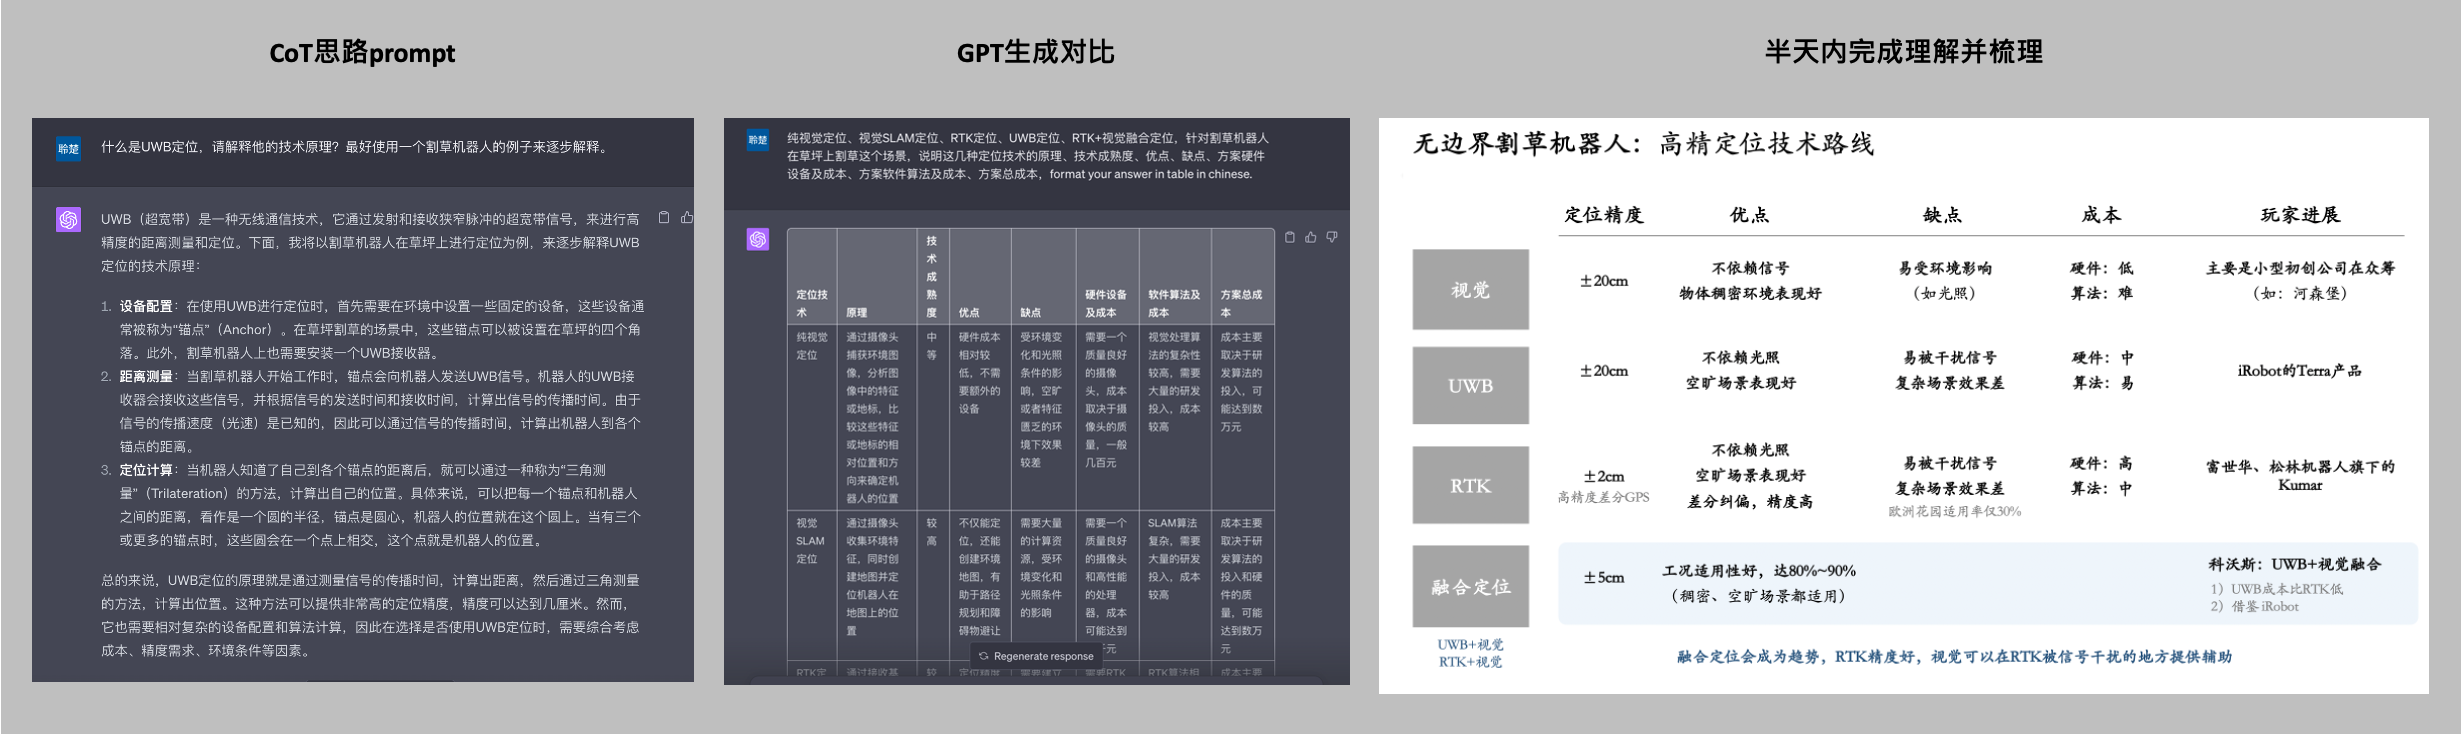 CoT思路prompt
GPT生成对比
半天内完成理解并梳理
聆楚
什么是UWB定位，请解释他的技术原理？最好使用一个割草机器人的例子来逐步解释。
UWB（超宽带）是一种无线通信技术，它通过发射和接收狭窄脉冲的超宽带信号，来进行高
精度的距离测量和定位。下面，我将以割草机器人在草坪上进行定位为例，来逐步解释UWB
定位的技术原理：
1. 设备配置：在使用UWB进行定位时，首先需要在环境中设置一些固定的设备，这些设备通
常被称为“锚点”（Anchor）。在草坪割草的场景中，这些锚点可以被设置在草坪的四个角
落。此外，割草机器人上也需要安装一个UWB接收器。
2. 距离测量：当割草机器人开始工作时，锚点会向机器人发送UWB信号。机器人的UWB接
收器会接收这些信号，并根据信号的发送时间和接收时间，计算出信号的传播时间。由于
信号的传播速度（光速）是已知的，因此可以通过信号的传播时间，计算出机器人到各个
锚点的距离。
3. 定位计算：当机器人知道了自己到各个锚点的距离后，就可以通过一种称为“三角测
量”（Trilateration）的方法，计算出自己的位置。具体来说，可以把每一个锚点和机器人
之间的距离，看作是一个圆的半径，锚点是圆心，机器人的位置就在这个圆上。当有三个
或更多的锚点时，这些圆会在一个点上相交，这个点就是机器人的位置。
总的来说，UWB定位的原理就是通过测量信号的传播时间，计算出距离，然后通过三角测量
的方法，计算出位置。这种方法可以提供非常高的定位精度，精度可以达到几厘米。然而，
它也需要相对复杂的设备配置和算法计算，因此在选择是否使用UWB定位时，需要综合考虑
成本、精度需求、环境条件等因素。
聆楚
纯视觉定位、视觉SLAM定位、RTK定位、UWB定位、RTK+视觉融合定位，针对割草机器人
在草坪上割草这个场景，说明这几种定位技术的原理、技术成熟度、优点、缺点、方案硬件
设备及成本、方案软件算法及成本、方案总成本，format your answer in table in chinese.
定位技
术
原理
技
术
成
熟
度
优点
缺点
硬件设备
及成本
软件算法及
成本
方案总成
本
纯视觉
定位
通过摄像头
捕获环境图
像，分析图
像中的特征
或地标，比
较这些特征
或地标的相
对位置和方
向来确定机
器人的位置
中
等
硬件成本
相对较
低，不需
要额外的
设备
受环境变
化和光照
条件的影
响，空旷
或者特征
匮乏的环
境下效果
较差
需要一个
质量良好
的摄像
头，成本
取决于摄
像头的质
量，一般
几百元
视觉处理算
法的复杂性
较高，需要
大量的研发
投入，成本
较高
成本主要
取决于研
发算法的
投入，可
能达到数
万元
视觉
SLAM
定位
通过摄像头
收集环境特
征，同时创
建地图并定
位机器人在
地图上的位
置
较
高
不仅能定
位，还能
创建环境
地图，有
助于路径
规划和障
碍物避让
需要大量
的计算资
源，受环
境变化和
光照条件
的影响
需要一个
质量良好
的摄像头
和高性能
的处理
器，成本
可能达到
元
SLAM算法
复杂，需要
大量的研发
投入，成本
较高
成本主要
取决于研
发算法的
投入和硬
件的质
量，可能
达到数万
元
Regenerate response
RTK定
通过接收基
较
定位精度
需要建立
需要RTK
RTK算法相
成本主要
无边界割草机器人：高精定位技术路线
定位精度 优点 缺点 成本 玩家进展
视觉
±20cm
不依赖信号
物体稠密环境表现好
易受环境影响
（如光照）
硬件：低
算法：难
主要是小型初创公司在众筹
（如：河森堡）
UWB
±20cm
不依赖光照
空旷场景表现好
易被干扰信号
复杂场景效果差
硬件：中
算法：易
iRobot的Terra产品
RTK
±2cm
高精度差分GPS
不依赖光照
空旷场景表现好
差分纠偏，精度高
易被干扰信号
复杂场景效果差
欧洲花园适用率仅30%
硬件：高
算法：中
富世华、松林机器人旗下的
Kumar
融合定位
UWB+视觉
RTK+视觉
±5cm
工况适用性好，达80%~90%
（稠密、空旷场景都适用）
科沃斯：UWB+视觉融合
1）UWB成本比RTK低
2）借鉴iRobot
融合定位会成为趋势，RTK精度好，视觉可以在RTK被信号干扰的地方提供辅助